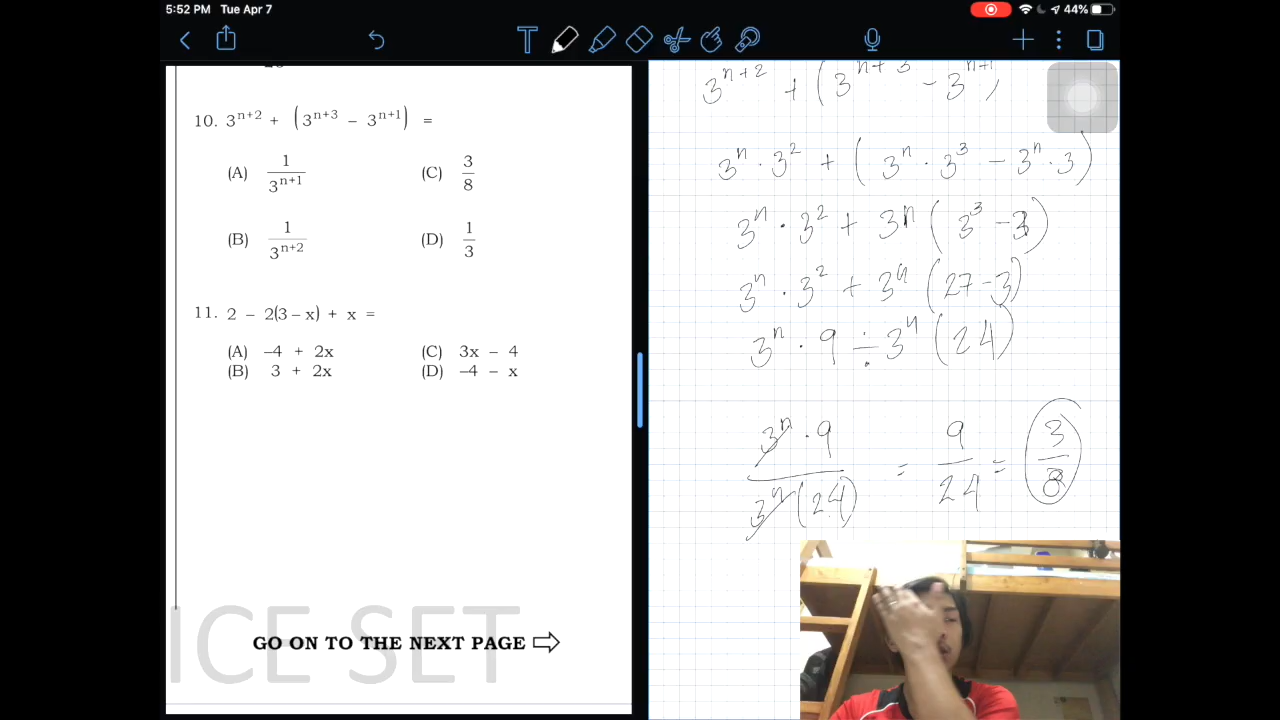 5:52 PM Tue Apr 7
44%
10. 3^{n+2} + (3^{n+3} – 3^{n+1}) =
(A) 1/3^{n+1} (C) 3/8
(B) 1/3^{n+2} (D) 1/3
11. 2 – 2(3 – x) + x =
(A) –4 + 2x (C) 3x – 4
(B) 3 + 2x (D) –4 – x
ICE SET
GO ON TO THE NEXT PAGE ⇨
3^{n+2} + (3^{n+3} – 3^{n+1})
3^n · 3^2 + (3^n · 3^3 – 3^n · 3)
3^n · 3^2 + 3^n (3^3 – 3)
3^n · 3^2 + 3^n (27 – 3)
3^n · 9 ÷ 3^n (24)
3^n · 9 / 3^n (24) = 9/24 = 3/8